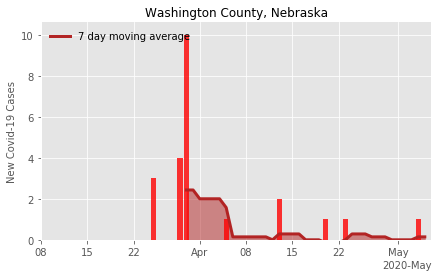 Washington County, Nebraska
7 day moving average
New Covid-19 Cases
10
8
6
4
2
0
08 15 22 Apr 08 15 22 May
2020-May